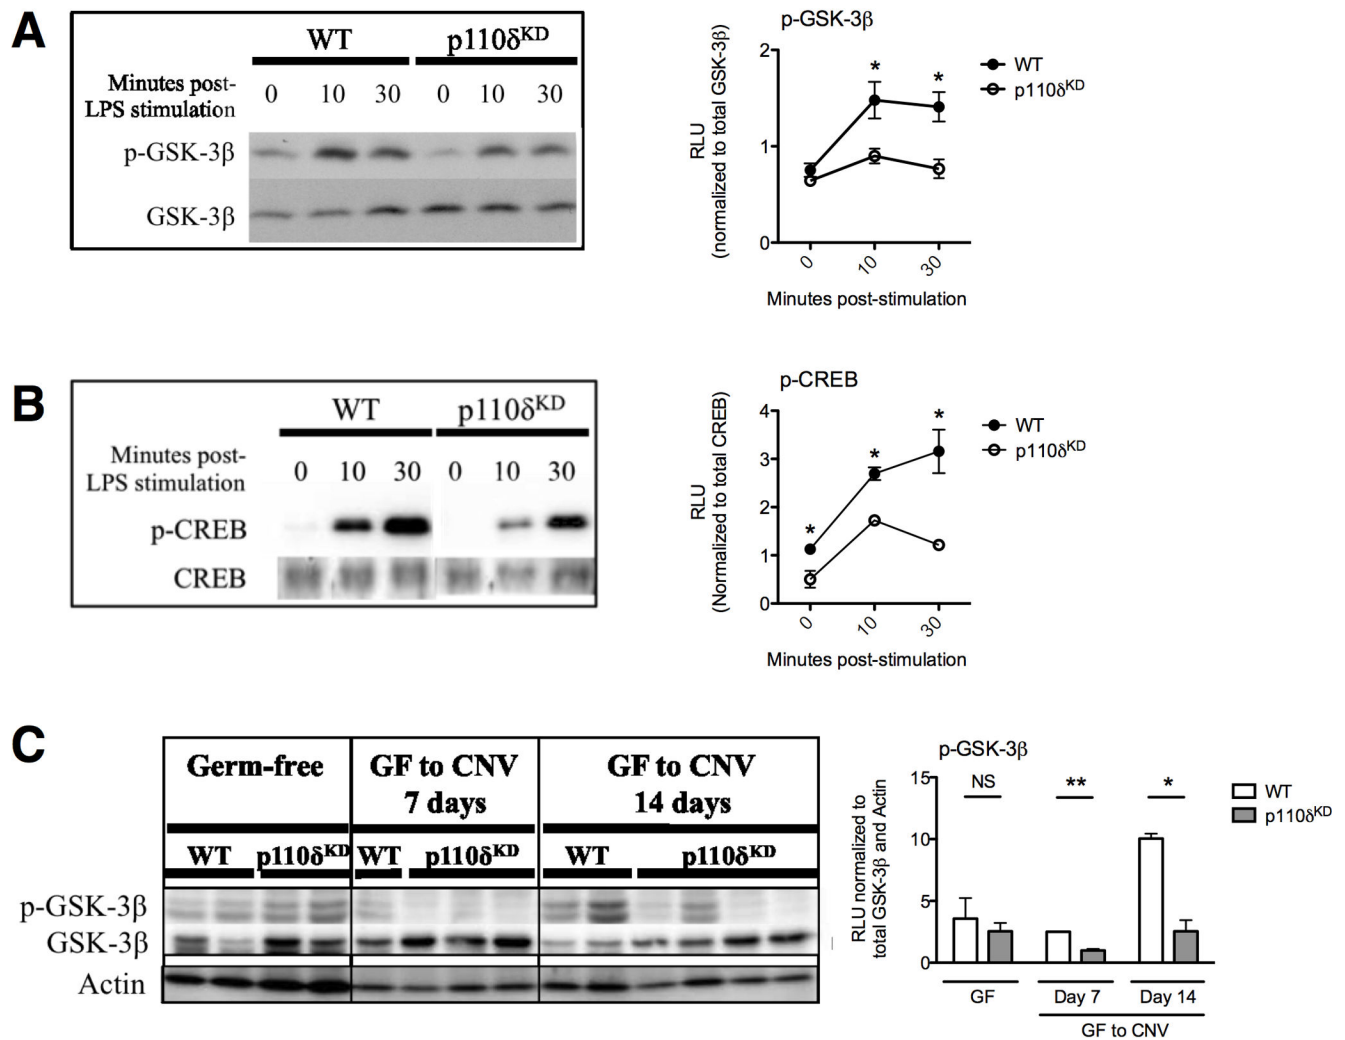 A
WT p110δKD
Minutes post-
LPS stimulation
0 10 30 0 10 30
p-GSK-3β
GSK-3β
p-GSK-3β
RLU
(normalized to total GSK-3β)
2
1
0
* *
0 10 30
Minutes post-stimulation
WT
p110δKD
B
WT p110δKD
Minutes post-
LPS stimulation
0 10 30 0 10 30
p-CREB
CREB
p-CREB
RLU
(Normalized to total CREB)
4
3
2
1
0
* * *
0 10 30
Minutes post-stimulation
WT
p110δKD
C
Germ-free
GF to CNV
7 days
GF to CNV
14 days
WT p110δKD WT p110δKD WT p110δKD
p-GSK-3β
GSK-3β
Actin
p-GSK-3β
RLU normalized to
total GSK-3β and Actin
15
10
5
0
NS ** *
GF Day 7 Day 14
GF to CNV
WT
p110δKD